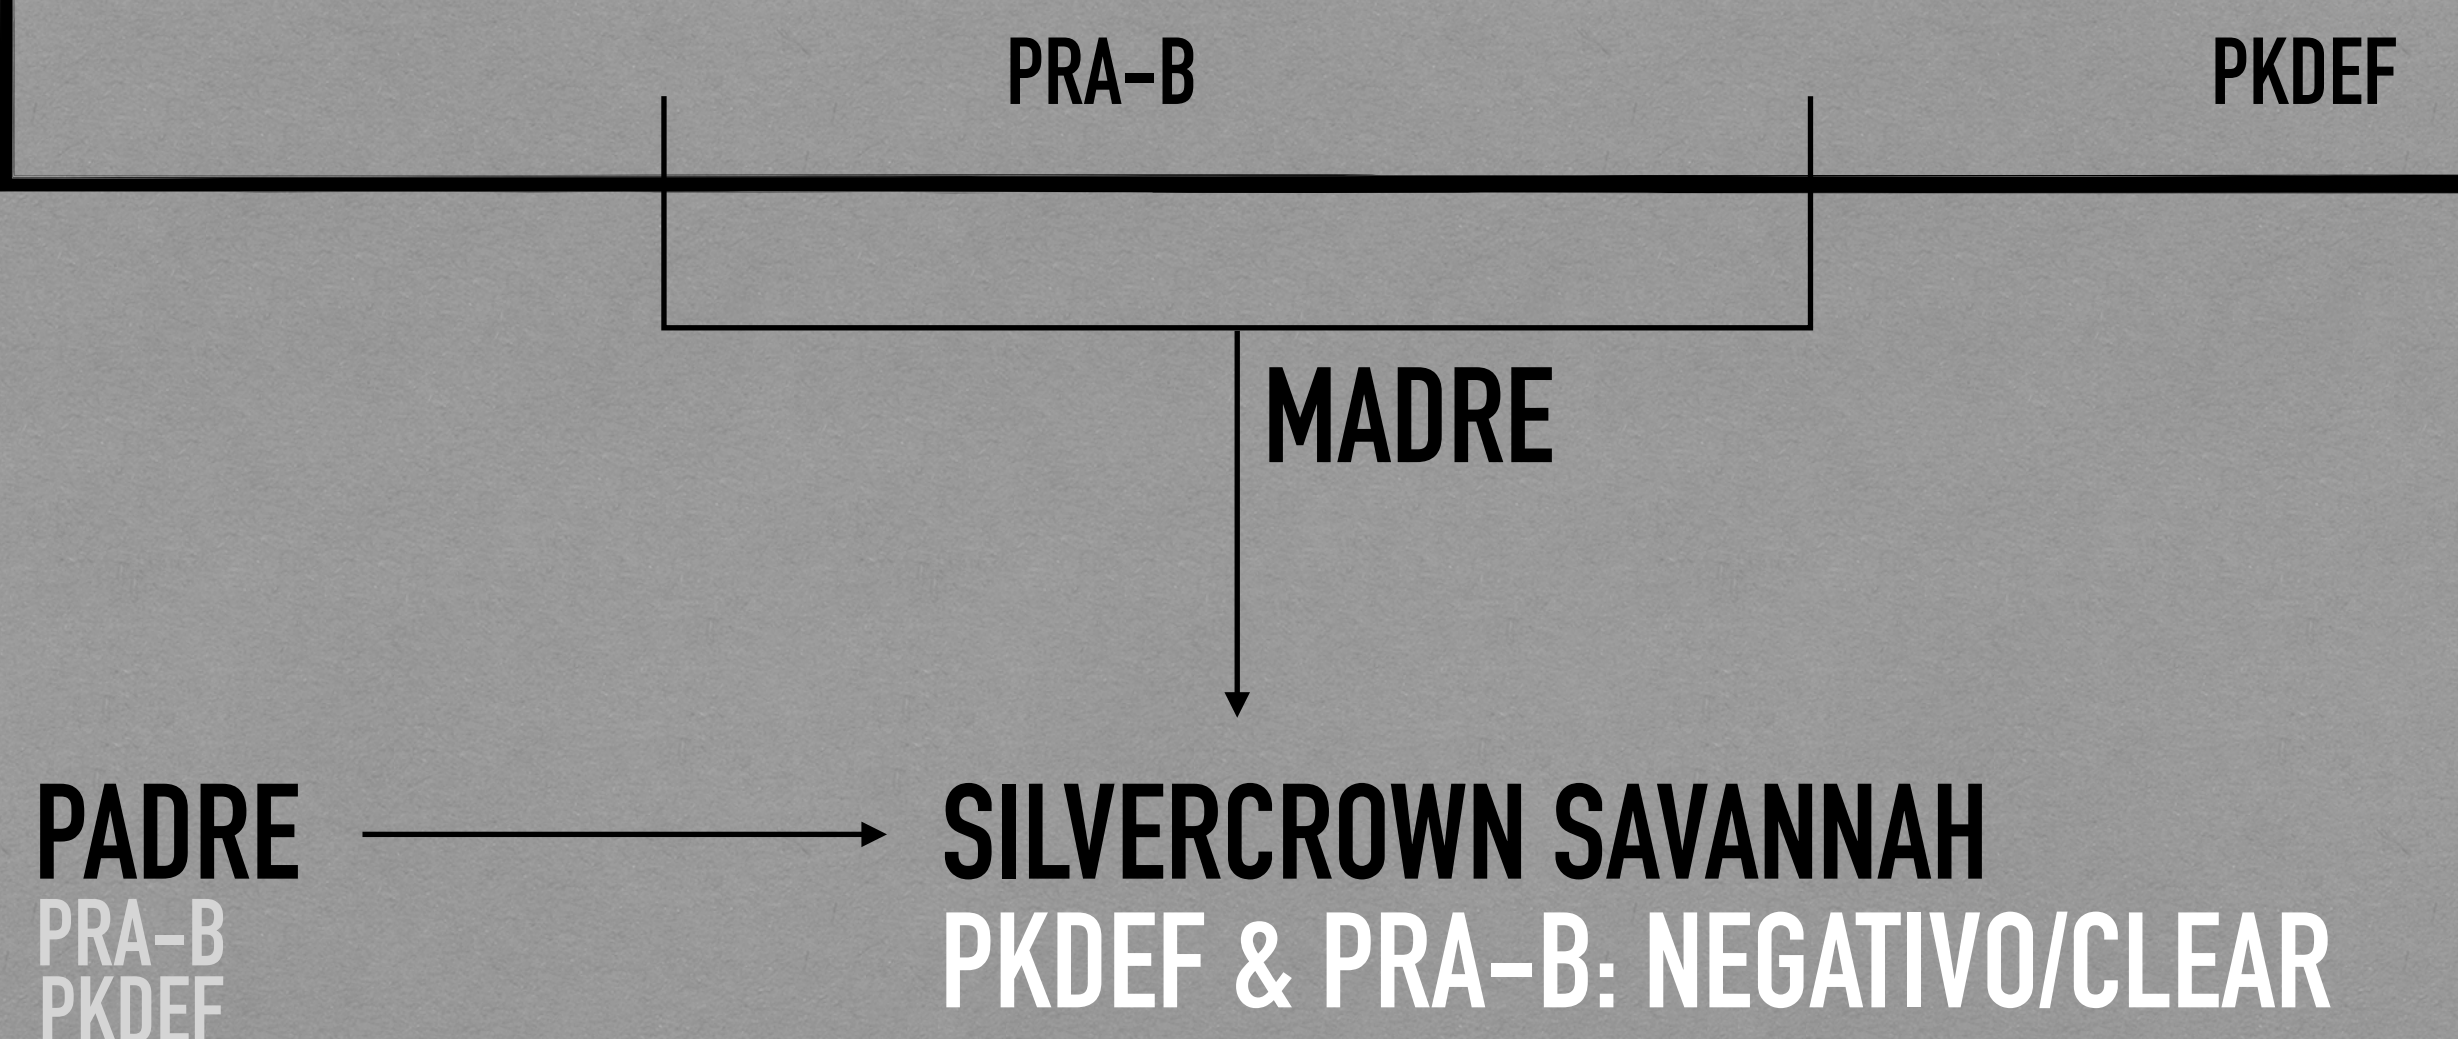 PRA-B
PKDEF
MADRE
PADRE
SILVERCROWN SAVANNAH
PRA-B
PKDEF
PKDEF & PRA-B: NEGATIVO/CLEAR